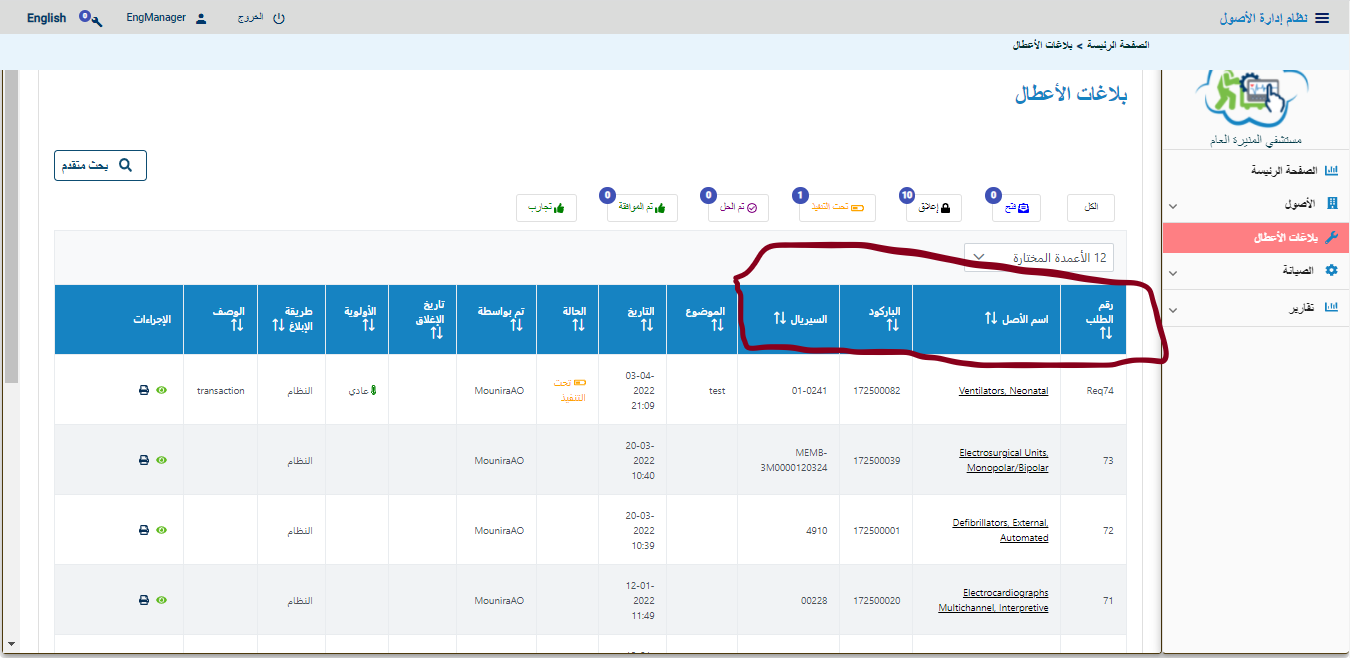 نظام إدارة الأصول
الخروج
EngManager
0
English
الصفحة الرئيسة > بلاغات الأعطال
مستشفي المنيرة العام
الصفحة الرئيسة
الأصول
بلاغات الأعطال
الصيانة
تقارير
بلاغات الأعطال
بحث متقدم
الكل
فتح 0
إغلاق 10
تحت التنفيذ 1
تم الحل 0
تم الموافقة 0
تجارب
12 الأعمدة المختارة
رقم الطلب
اسم الأصل
الباركود
السيريال
الموضوع
التاريخ
الحالة
تم بواسطة
تاريخ الإغلاق
الأولوية
طريقة الإبلاغ
الوصف
الإجراءات
Req74
Ventilators, Neonatal
172500082
01-0241
test
03-04-
2022
21:09
تحت
التنفيذ
MouniraAO
عادي
النظام
transaction
73
Electrosurgical Units,
Monopolar/Bipolar
172500039
MEMB-
3M0000120324
20-03-
2022
10:40
MouniraAO
النظام
72
Defibrillators, External,
Automated
172500001
4910
20-03-
2022
10:39
MouniraAO
النظام
71
Electrocardiographs
Multichannel, Interpretive
172500020
00228
12-01-
2022
11:49
MouniraAO
النظام